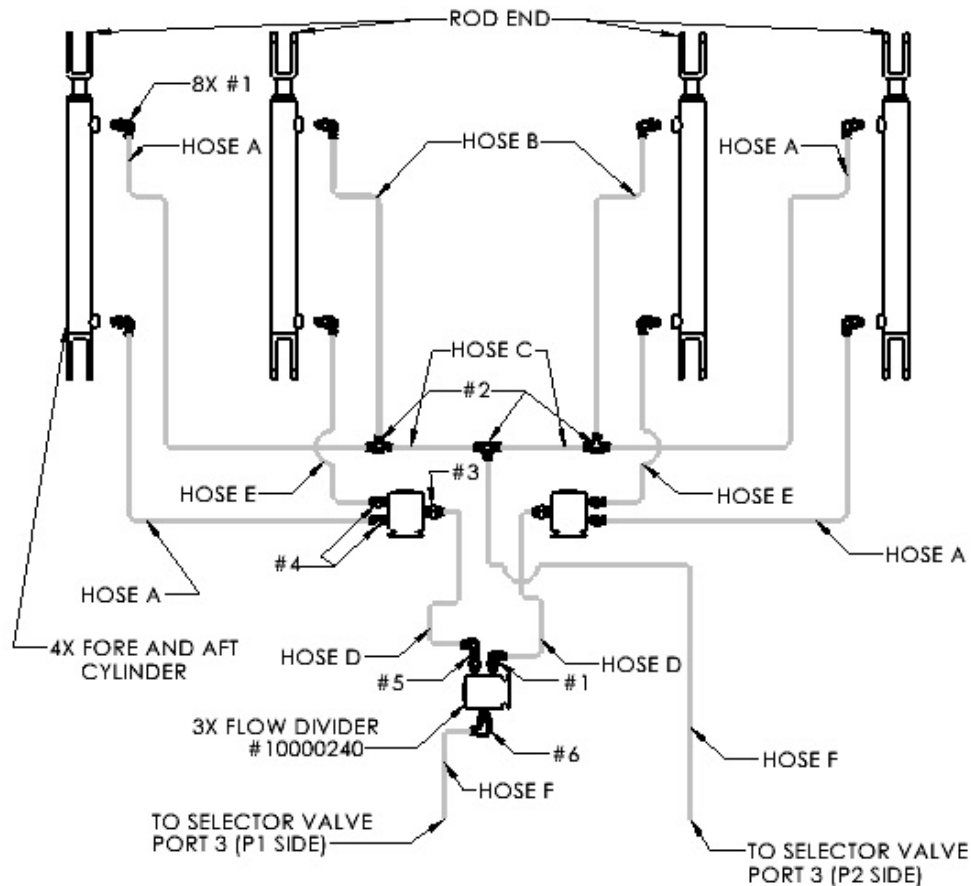 ROD END
8X #1
HOSE A
HOSE B
HOSE A
HOSE C
#2
#3
HOSE E
HOSE E
#4
HOSE A
HOSE A
4X FORE AND AFT
CYLINDER
HOSE D
HOSE D
#5
#1
3X FLOW DIVIDER
#10000240
#6
HOSE F
HOSE F
TO SELECTOR VALVE
PORT 3 (P1 SIDE)
TO SELECTOR VALVE
PORT 3 (P2 SIDE)